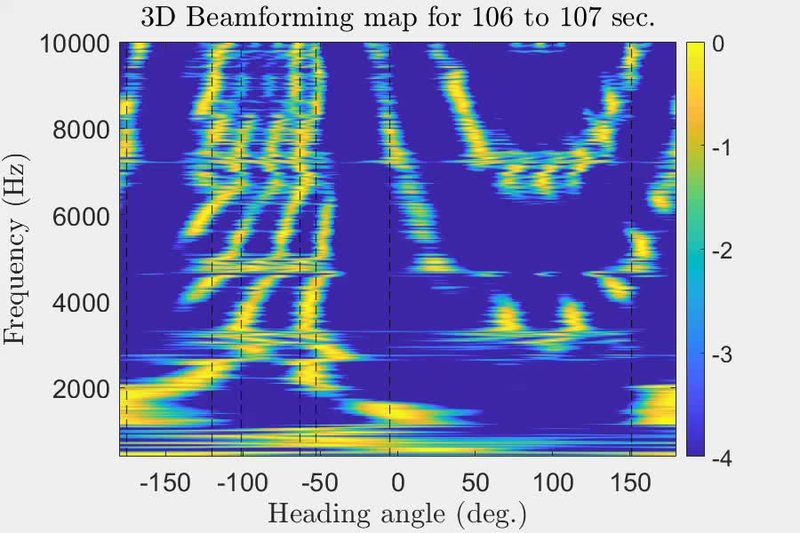 3D Beamforming map for 106 to 107 sec.
10000
8000
6000
4000
2000
Frequency (Hz)
-150 -100 -50 0 50 100 150
Heading angle (deg.)
0
-1
-2
-3
-4